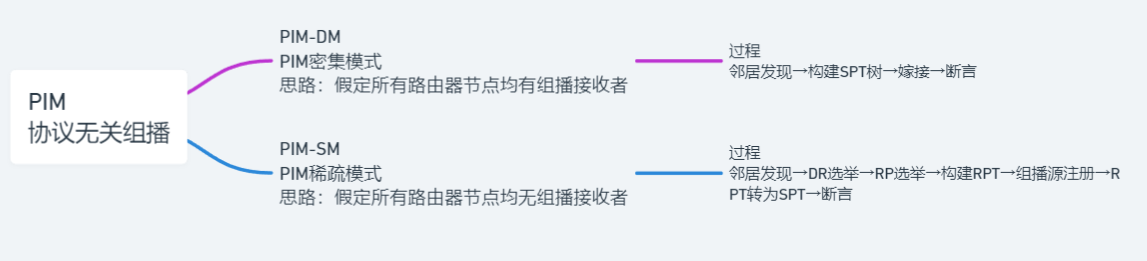 PIM
协议无关组播
PIM-DM
PIM密集模式
思路：假定所有路由器节点均有组播接收者
过程
邻居发现→构建SPT树→嫁接→断言
PIM-SM
PIM稀疏模式
思路：假定所有路由器节点均无组播接收者
过程
邻居发现→DR选举→RP选举→构建RPT→组播源注册→R
PT转为SPT→断言